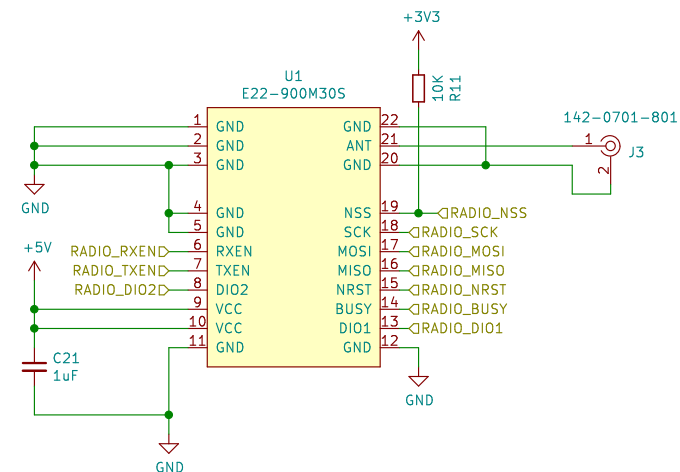 +3V3
U1
E22-900M30S
10K
R11
142-0701-801
1 GND
GND 22
2 GND
ANT 21
1
J3
3 GND
GND 20
2
GND
4 GND
NSS 19
RADIO_NSS
5 GND
SCK 18
RADIO_SCK
+5V
RADIO_RXEN
6 RXEN
MOSI 17
RADIO_MOSI
RADIO_TXEN
7 TXEN
MISO 16
RADIO_MISO
RADIO_DIO2
8 DIO2
NRST 15
RADIO_NRST
9 VCC
BUSY 14
RADIO_BUSY
10 VCC
DIO1 13
RADIO_DIO1
11 GND
GND 12
C21
1uF
GND
GND